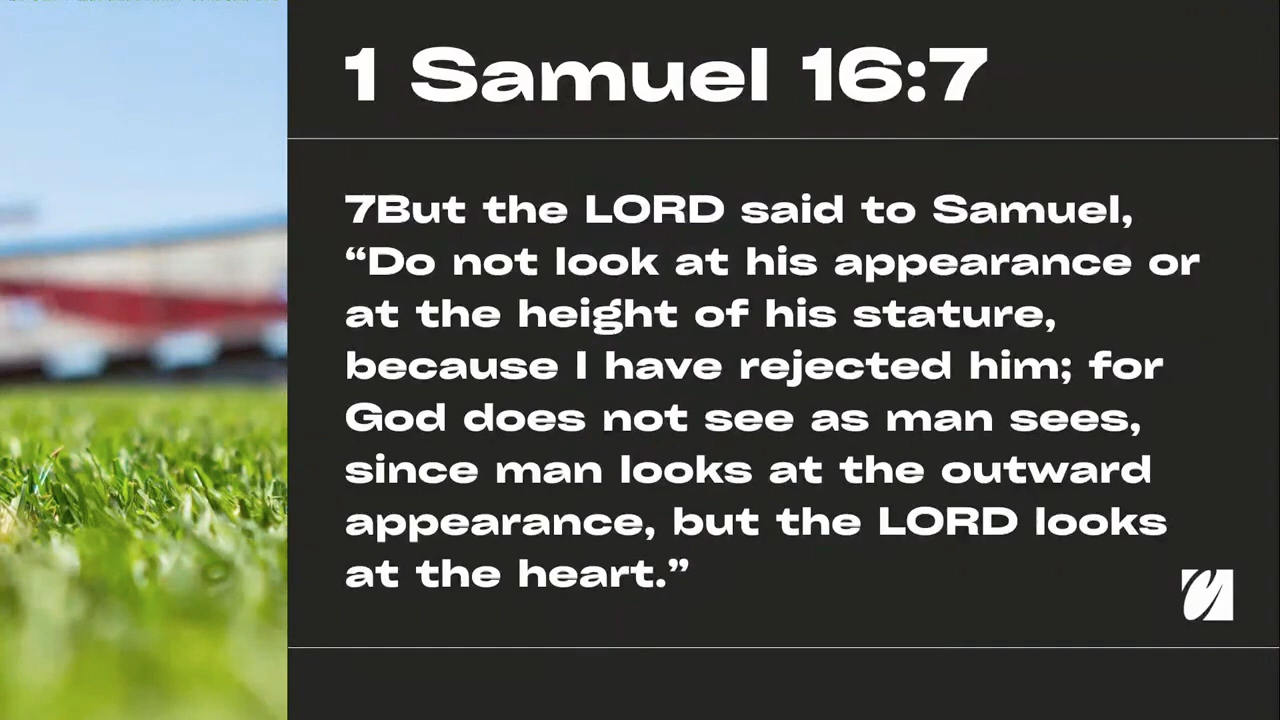 1 Samuel 16:7
7But the LORD said to Samuel,
“Do not look at his appearance or
at the height of his stature,
because I have rejected him; for
God does not see as man sees,
since man looks at the outward
appearance, but the LORD looks
at the heart.”